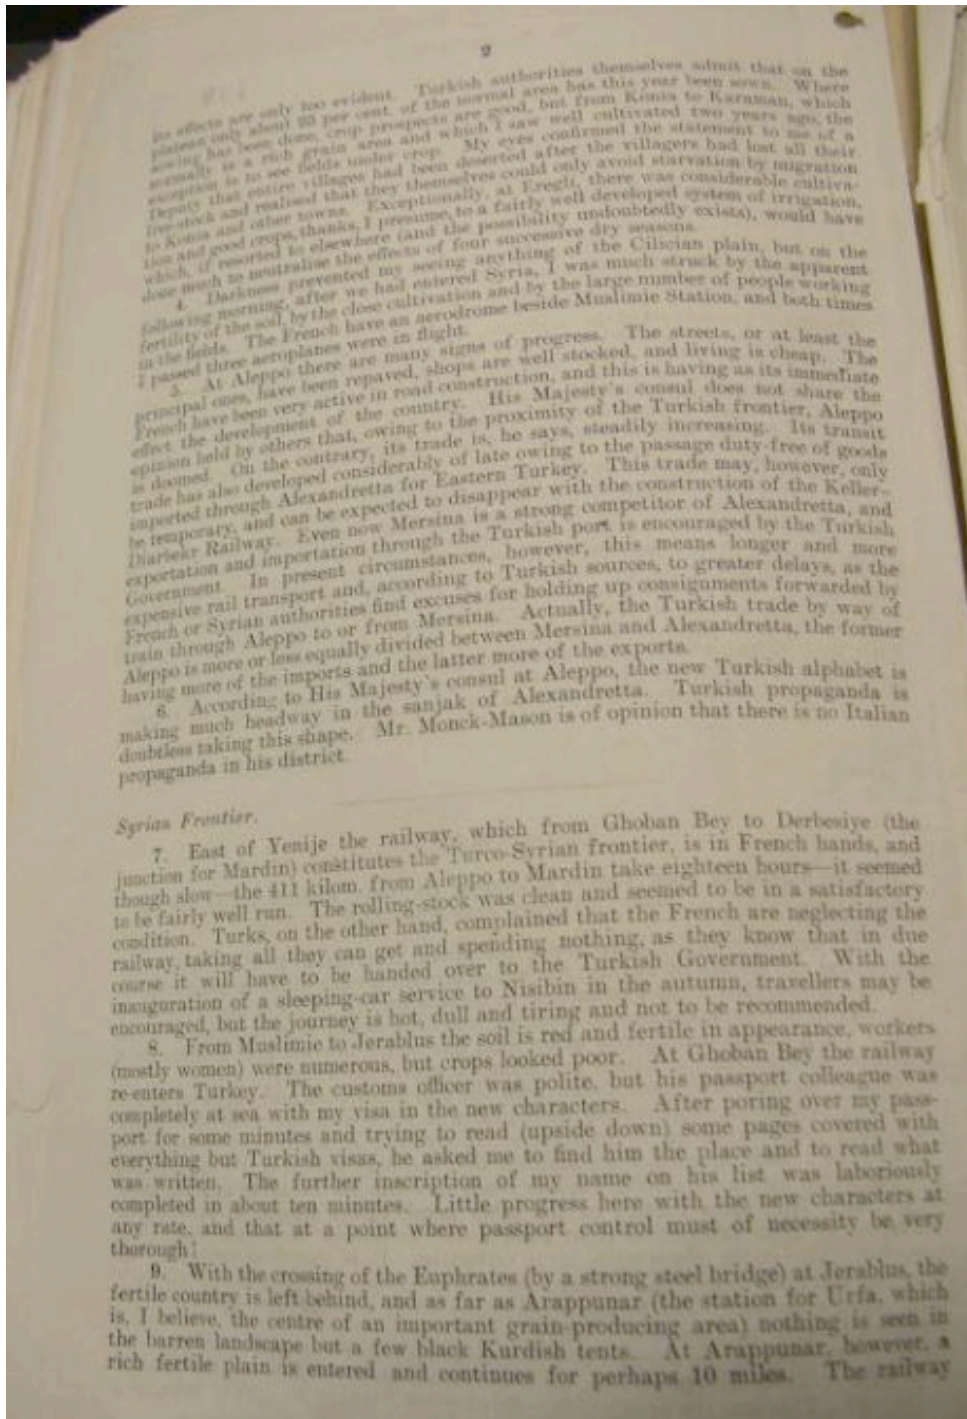 2
its effects are only too evident. Turkish authorities themselves admit that on the
plateau only about 25 per cent. of the normal area has this year been sown. Where
sowing has been done, crop prospects are good, but from Konia to Karaman, which
normally is a rich grain area and which I saw well cultivated two years ago, the
exception is to see fields under crop. My eyes confirmed the statement to me of a
Deputy that entire villages had been deserted after the villagers had lost all their
live-stock and realised that they themselves could only avoid starvation by migration
to Konia and other towns. Exceptionally, at Eregli, there was considerable cultiva-
tion and good crops, thanks, I presume, to a fairly well developed system of irrigation,
which, if resorted to elsewhere (and the possibility undoubtedly exists), would have
done much to neutralise the effects of four successive dry seasons.
4. Darkness prevented my seeing anything of the Cilician plain, but on the
following morning, after we had entered Syria, I was much struck by the apparent
fertility of the soil, by the close cultivation and by the large number of people working
in the fields. The French have an aerodrome beside Muslimie Station, and both times
I passed three aeroplanes were in flight.
5. At Aleppo there are many signs of progress. The streets, or at least the
principal ones, have been repaved, shops are well stocked, and living is cheap. The
French have been very active in road construction, and this is having as its immediate
effect the development of the country. His Majesty's consul does not share the
opinion held by others that, owing to the proximity of the Turkish frontier, Aleppo
is doomed. On the contrary, its trade is, he says, steadily increasing. Its transit
trade has also developed considerably of late owing to the passage duty-free of goods
imported through Alexandretta for Eastern Turkey. This trade may, however, only
be temporary, and can be expected to disappear with the construction of the Keller-
Diarbekr Railway. Even now Mersina is a strong competitor of Alexandretta, and
exportation and importation through the Turkish port is encouraged by the Turkish
Government. In present circumstances, however, this means longer and more
expensive rail transport and, according to Turkish sources, to greater delays, as the
French or Syrian authorities find excuses for holding up consignments forwarded by
train through Aleppo to or from Mersina. Actually, the Turkish trade by way of
Aleppo is more or less equally divided between Mersina and Alexandretta, the former
having more of the imports and the latter more of the exports.
6. According to His Majesty's consul at Aleppo, the new Turkish alphabet is
making much headway in the sanjak of Alexandretta. Turkish propaganda is
doubtless taking this shape. Mr. Monck-Mason is of opinion that there is no Italian
propaganda in his district.
Syrian Frontier.
7. East of Yenije the railway, which from Ghoban Bey to Derbesiye (the
junction for Mardin) constitutes the Turco-Syrian frontier, is in French hands, and
though slow—the 411 kilom. from Aleppo to Mardin take eighteen hours—it seemed
to be fairly well run. The rolling-stock was clean and seemed to be in a satisfactory
condition. Turks, on the other hand, complained that the French are neglecting the
railway, taking all they can get and spending nothing, as they know that in due
course it will have to be handed over to the Turkish Government. With the
inauguration of a sleeping-car service to Nisibin in the autumn, travellers may be
encouraged, but the journey is hot, dull and tiring and not to be recommended.
8. From Muslimie to Jerablus the soil is red and fertile in appearance, workers
(mostly women) were numerous, but crops looked poor. At Ghoban Bey the railway
re-enters Turkey. The customs officer was polite, but his passport colleague was
completely at sea with my visa in the new characters. After poring over my pass-
port for some minutes and trying to read (upside down) some pages covered with
everything but Turkish visas, he asked me to find him the place and to read what
was written. The further inscription of my name on his list was laboriously
completed in about ten minutes. Little progress here with the new characters at
any rate, and that at a point where passport control must of necessity be very
thorough!
9. With the crossing of the Euphrates (by a strong steel bridge) at Jerablus, the
fertile country is left behind, and as far as Arappunar (the station for Urfa, which
is, I believe, the centre of an important grain-producing area) nothing is seen in
the barren landscape but a few black Kurdish tents. At Arappunar, however, a
rich fertile plain is entered and continues for perhaps 10 miles. The railway